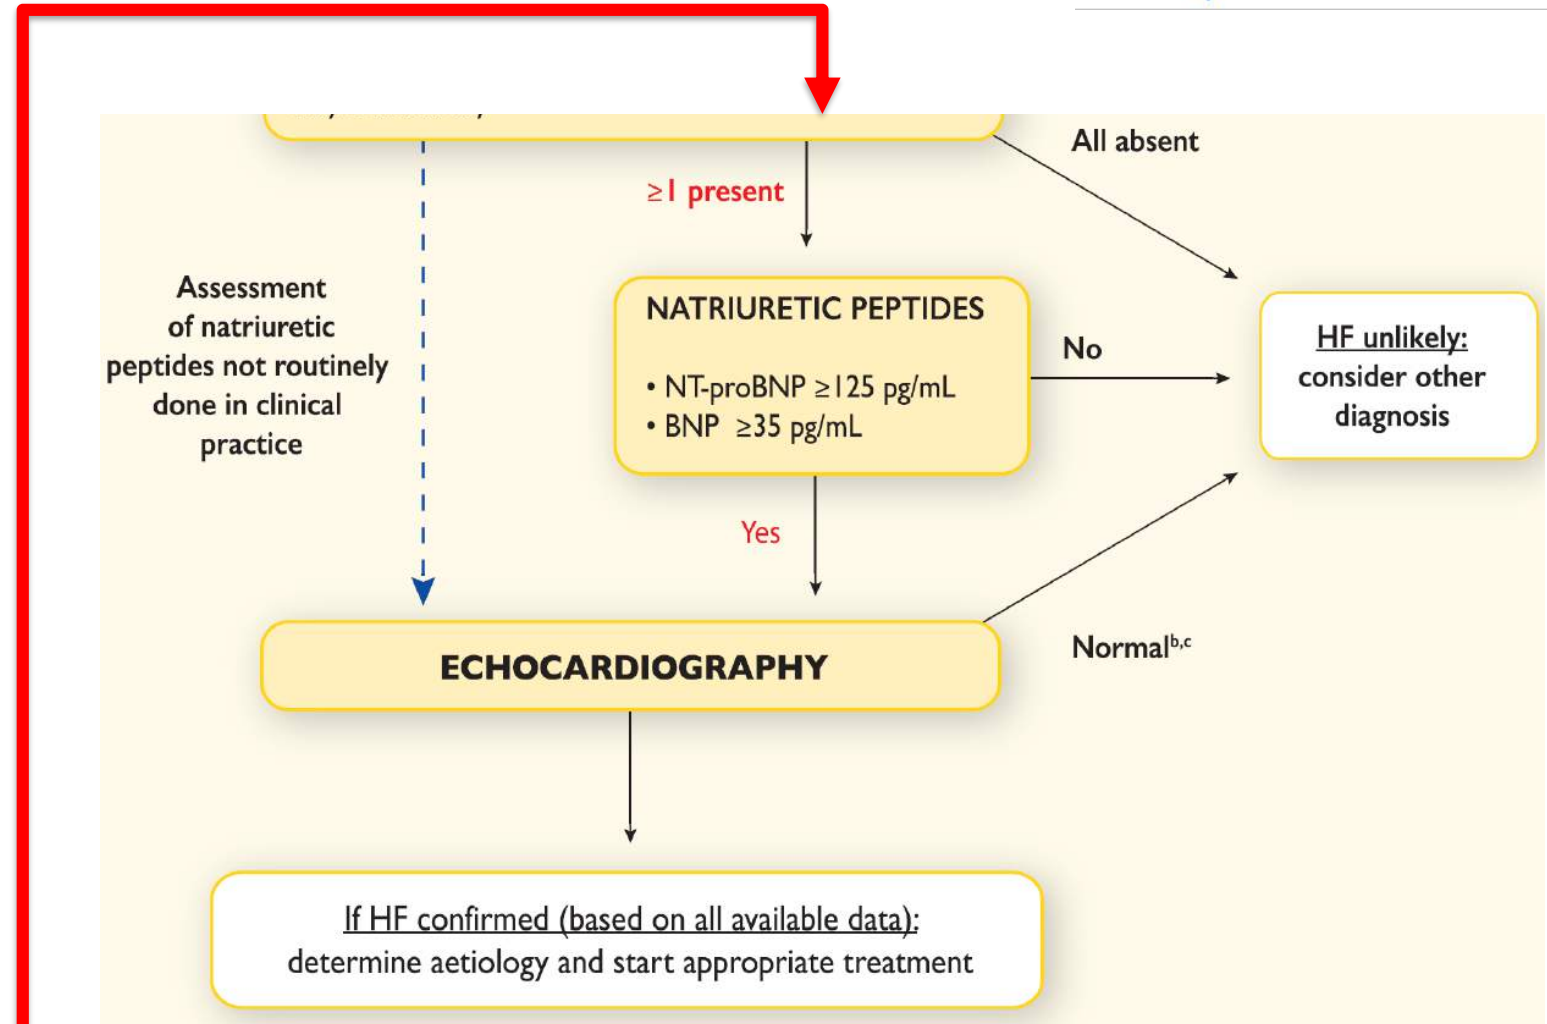 All absent
≥1 present
Assessment
of natriuretic
peptides not routinely
done in clinical
practice
NATRIURETIC PEPTIDES
• NT-proBNP ≥125 pg/mL
• BNP ≥35 pg/mL
No
HF unlikely:
consider other
diagnosis
Yes
ECHOCARDIOGRAPHY
Normalb,c
If HF confirmed (based on all available data):
determine aetiology and start appropriate treatment